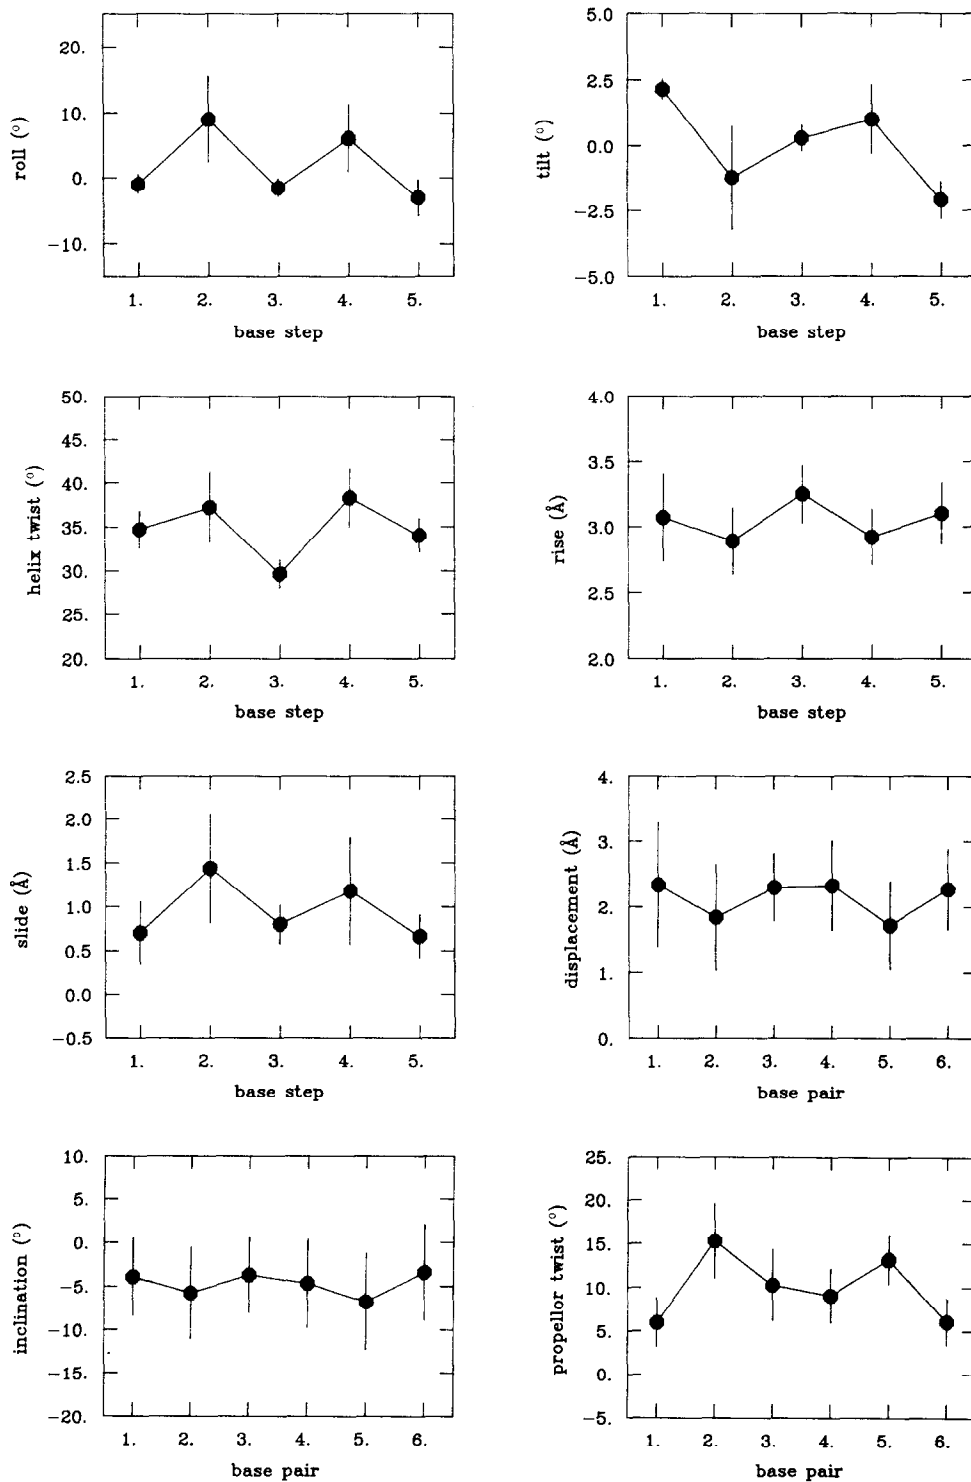 roll (°)
20.
10.
0.
−10.
1. 2. 3. 4. 5.
base step
tilt (°)
5.0
2.5
0.0
−2.5
−5.0
1. 2. 3. 4. 5.
base step
helix twist (°)
50.
45.
40.
35.
30.
25.
20.
1. 2. 3. 4. 5.
base step
rise (Å)
4.0
3.5
3.0
2.5
2.0
1. 2. 3. 4. 5.
base step
slide (Å)
2.5
2.0
1.5
1.0
0.5
0.0
−0.5
1. 2. 3. 4. 5.
base step
displacement (Å)
4.
3.
2.
1.
0.
1. 2. 3. 4. 5. 6.
base pair
inclination (°)
10.
5.
0.
−5.
−10.
−15.
−20.
1. 2. 3. 4. 5. 6.
base pair
propellor twist (°)
25.
20.
15.
10.
5.
0.
−5.
1. 2. 3. 4. 5. 6.
base pair